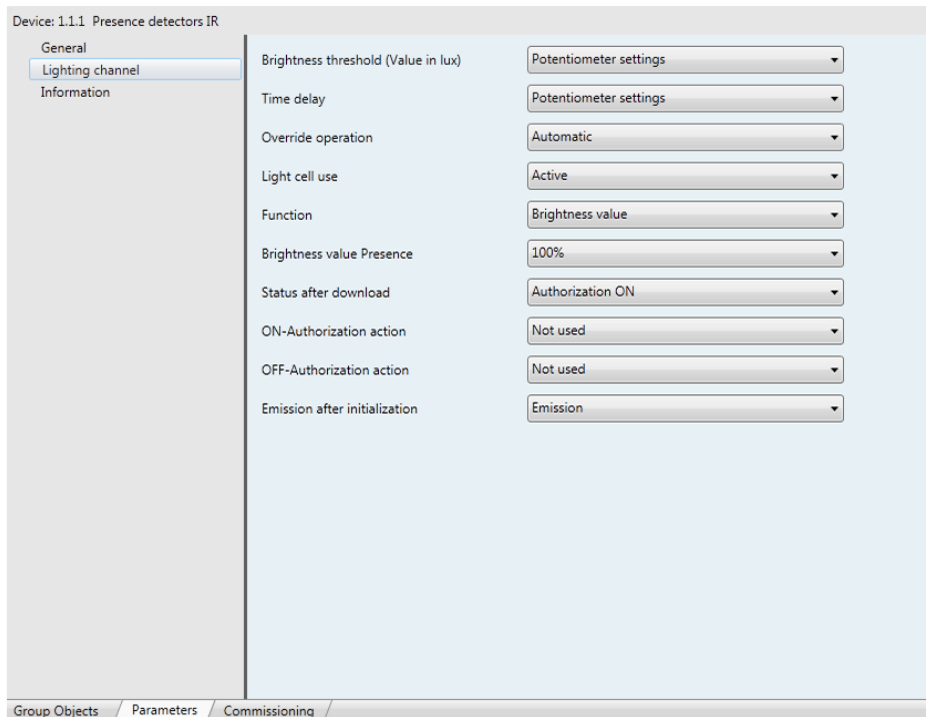 Device: 1.1.1 Presence detectors IR
General
Lighting channel
Information
Brightness threshold (Value in lux) Potentiometer settings
Time delay Potentiometer settings
Override operation Automatic
Light cell use Active
Function Brightness value
Brightness value Presence 100%
Status after download Authorization ON
ON-Authorization action Not used
OFF-Authorization action Not used
Emission after initialization Emission
Group Objects Parameters Commissioning